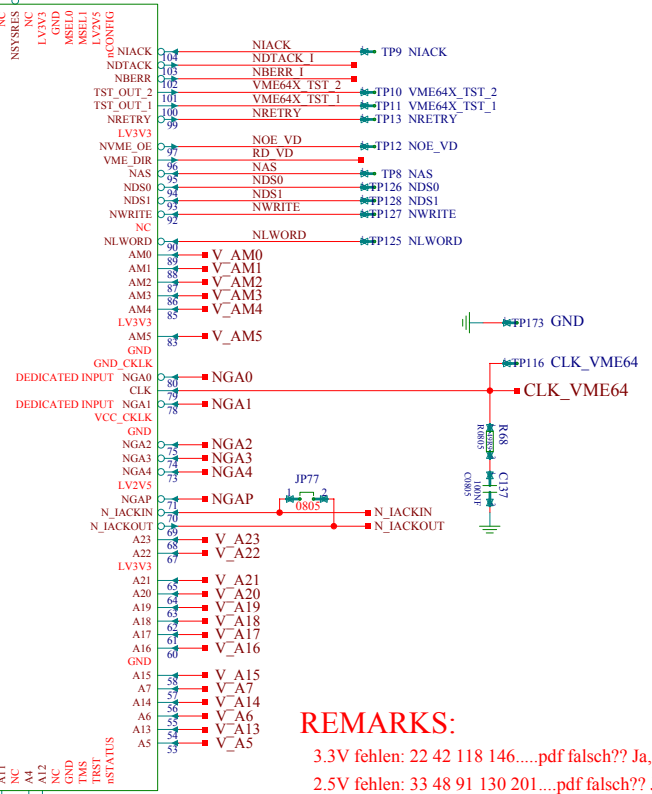 NC
NSYSRES
NC
LV3V3
GND
MSEL0
MSEL1
LV2V5
nCONFIG
NIACK 104 NIACK TP9 NIACK
NDTACK 103 NDTACK_I
NBERR 102 NBERR_I
TST_OUT_2 101 VME64X_TST_2 TP10 VME64X_TST_2
TST_OUT_1 100 VME64X_TST_1 TP11 VME64X_TST_1
NRETRY 99 NRETRY TP13 NRETRY
LV3V3
NVME_OE 97 NOE_VD TP12 NOE_VD
VME_DIR 96 RD_VD
NAS 95 NAS TP8 NAS
NDS0 94 NDS0 TP126 NDS0
NDS1 93 NDS1 TP128 NDS1
NWRITE 92 NWRITE TP127 NWRITE
NC
NLWORD 90 NLWORD TP125 NLWORD
AM0 89 V_AM0
AM1 88 V_AM1
AM2 87 V_AM2
AM3 86 V_AM3
AM4 85 V_AM4
LV3V3 TP173 GND
AM5 83 V_AM5
GND
GND_CKLK TP116 CLK_VME64
DEDICATED INPUT NGA0 80 NGA0
CLK 79 CLK_VME64
DEDICATED INPUT NGA1 78 NGA1
VCC_CKLK
GND
R68
R0805
NGA2 75 NGA2
NGA3 74 NGA3
NGA4 73 NGA4
LV2V5
C137
100NF
C0805
JP77
1 2
0805
NGAP 71 NGAP
N_IACKIN 70 N_IACKIN
N_IACKOUT 69 N_IACKOUT
A23 68 V_A23
A22 67 V_A22
LV3V3
A21 65 V_A21
A20 64 V_A20
A19 63 V_A19
A18 62 V_A18
A17 61 V_A17
A16 60 V_A16
GND
A15 58 V_A15
A7 57 V_A7
A14 56 V_A14
A6 55 V_A6
A13 54 V_A13
A5 53 V_A5
A11
NC
A4
A12
NC
GND
TMS
TRST
nSTATUS
REMARKS:
3.3V fehlen: 22 42 118 146.....pdf falsch?? Ja,
2.5V fehlen: 33 48 91 130 201....pdf falsch?? .